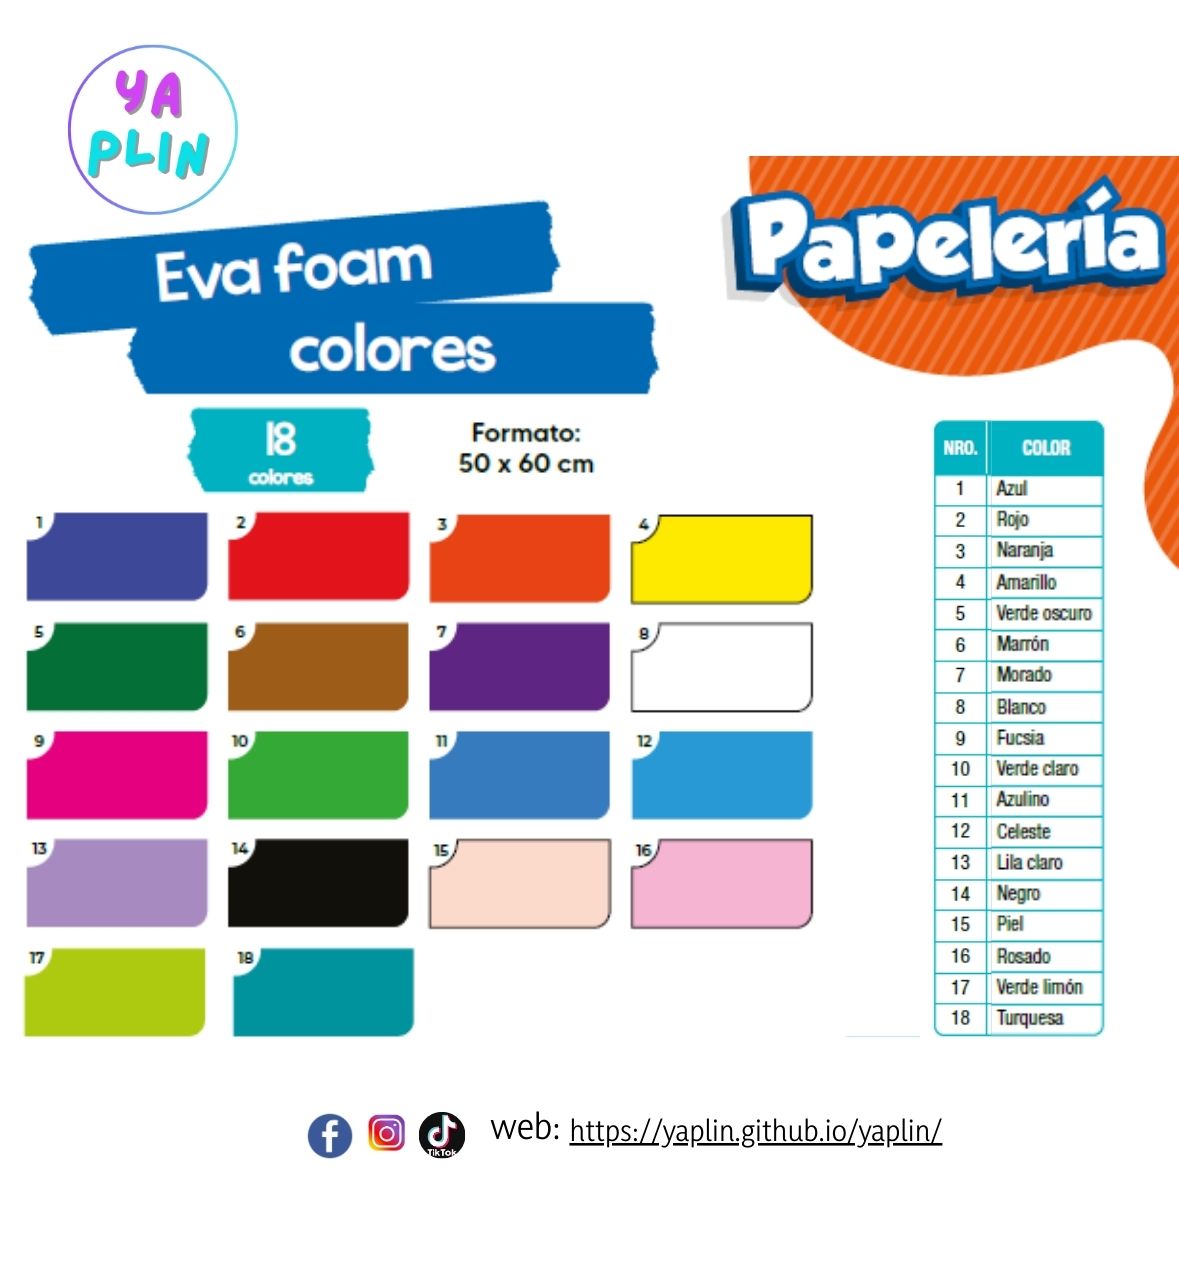 YA
PLIN
Papelería
Eva foam
colores
18
colores
Formato:
50 x 60 cm
1
2
3
4
5
6
7
8
9
10
11
12
13
14
15
16
17
18
NRO. COLOR
1 Azul
2 Rojo
3 Naranja
4 Amarillo
5 Verde oscuro
6 Marrón
7 Morado
8 Blanco
9 Fucsia
10 Verde claro
11 Azulino
12 Celeste
13 Lila claro
14 Negro
15 Piel
16 Rosado
17 Verde limón
18 Turquesa
TikTok
web: https://yaplin.github.io/yaplin/